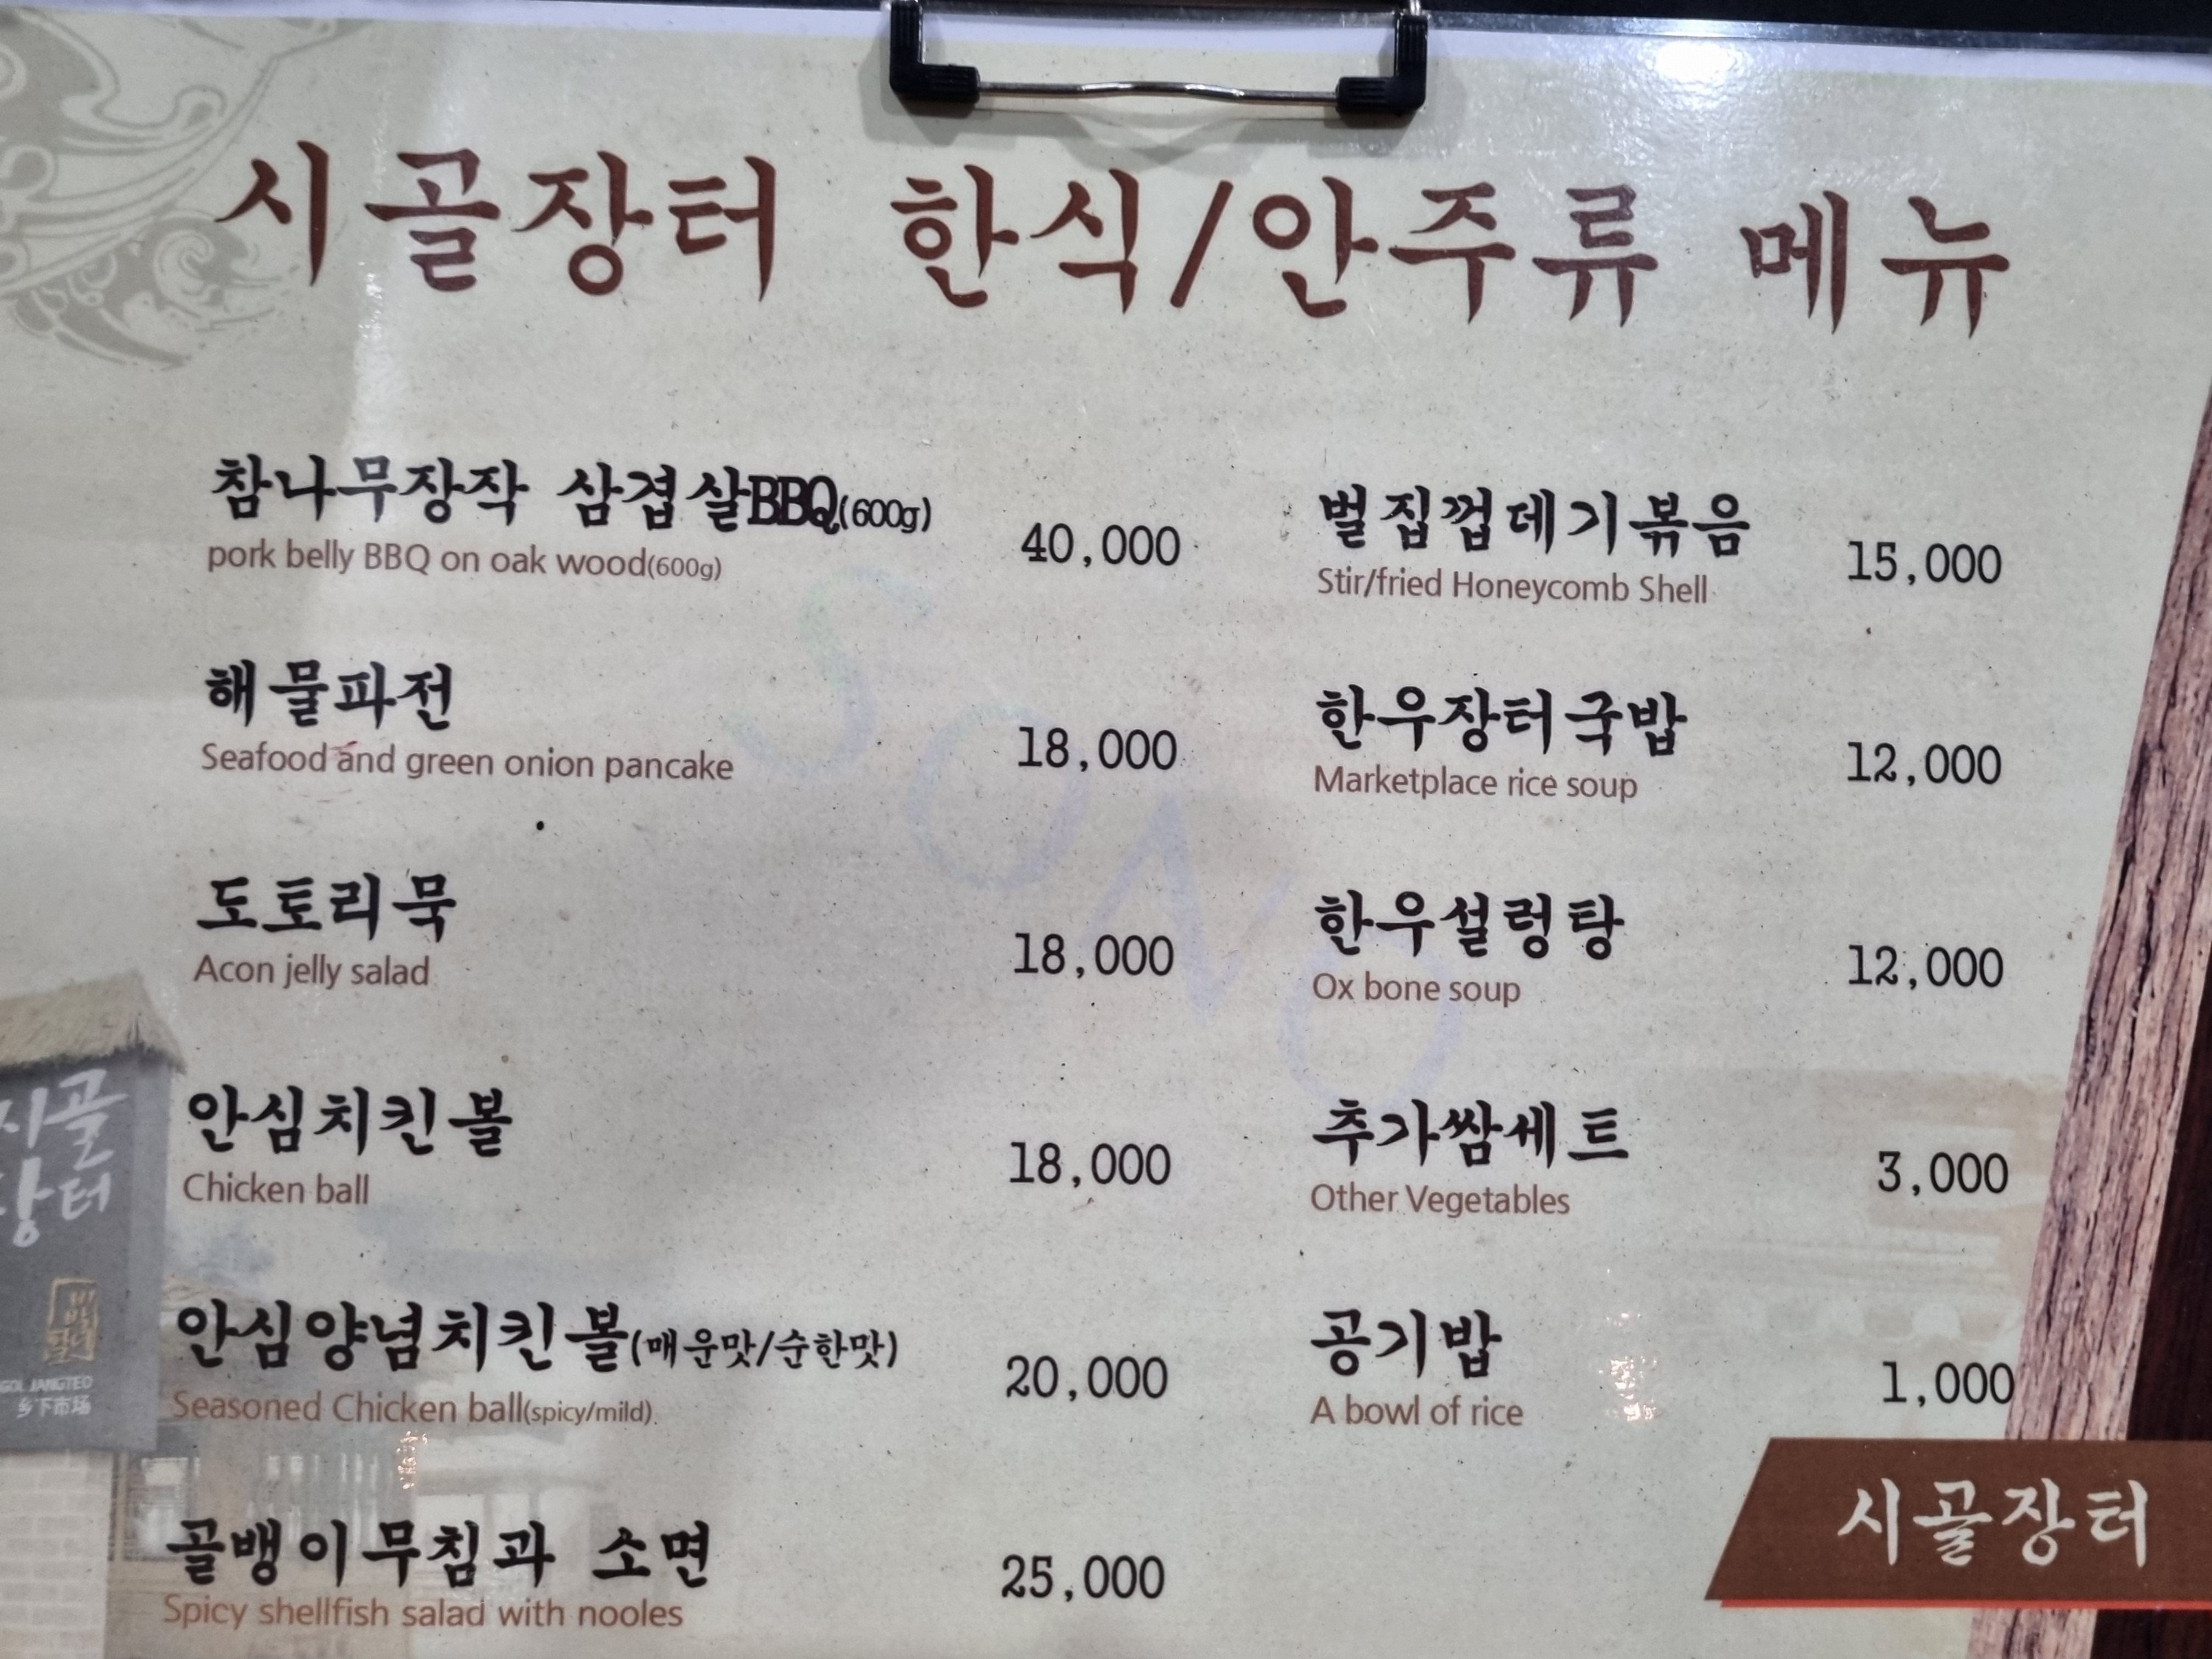 시골장터 한식/안주류 메뉴
참나무장작 삼겹살BBQ(600g) 40,000
pork belly BBQ on oak wood(600g)
해물파전 18,000
Seafood and green onion pancake
도토리묵 18,000
Acon jelly salad
안심치킨볼 18,000
Chicken ball
안심양념치킨볼(매운맛/순한맛) 20,000
Seasoned Chicken ball(spicy/mild)
골뱅이무침과 소면 25,000
Spicy shellfish salad with nooles
벌집껍데기볶음 15,000
Stir/fried Honeycomb Shell
한우장터국밥 12,000
Marketplace rice soup
한우설렁탕 12,000
Ox bone soup
추가쌈세트 3,000
Other Vegetables
공기밥 1,000
A bowl of rice
시골장터
SONO
시골
장터
GOL JANGTEO
乡下市场